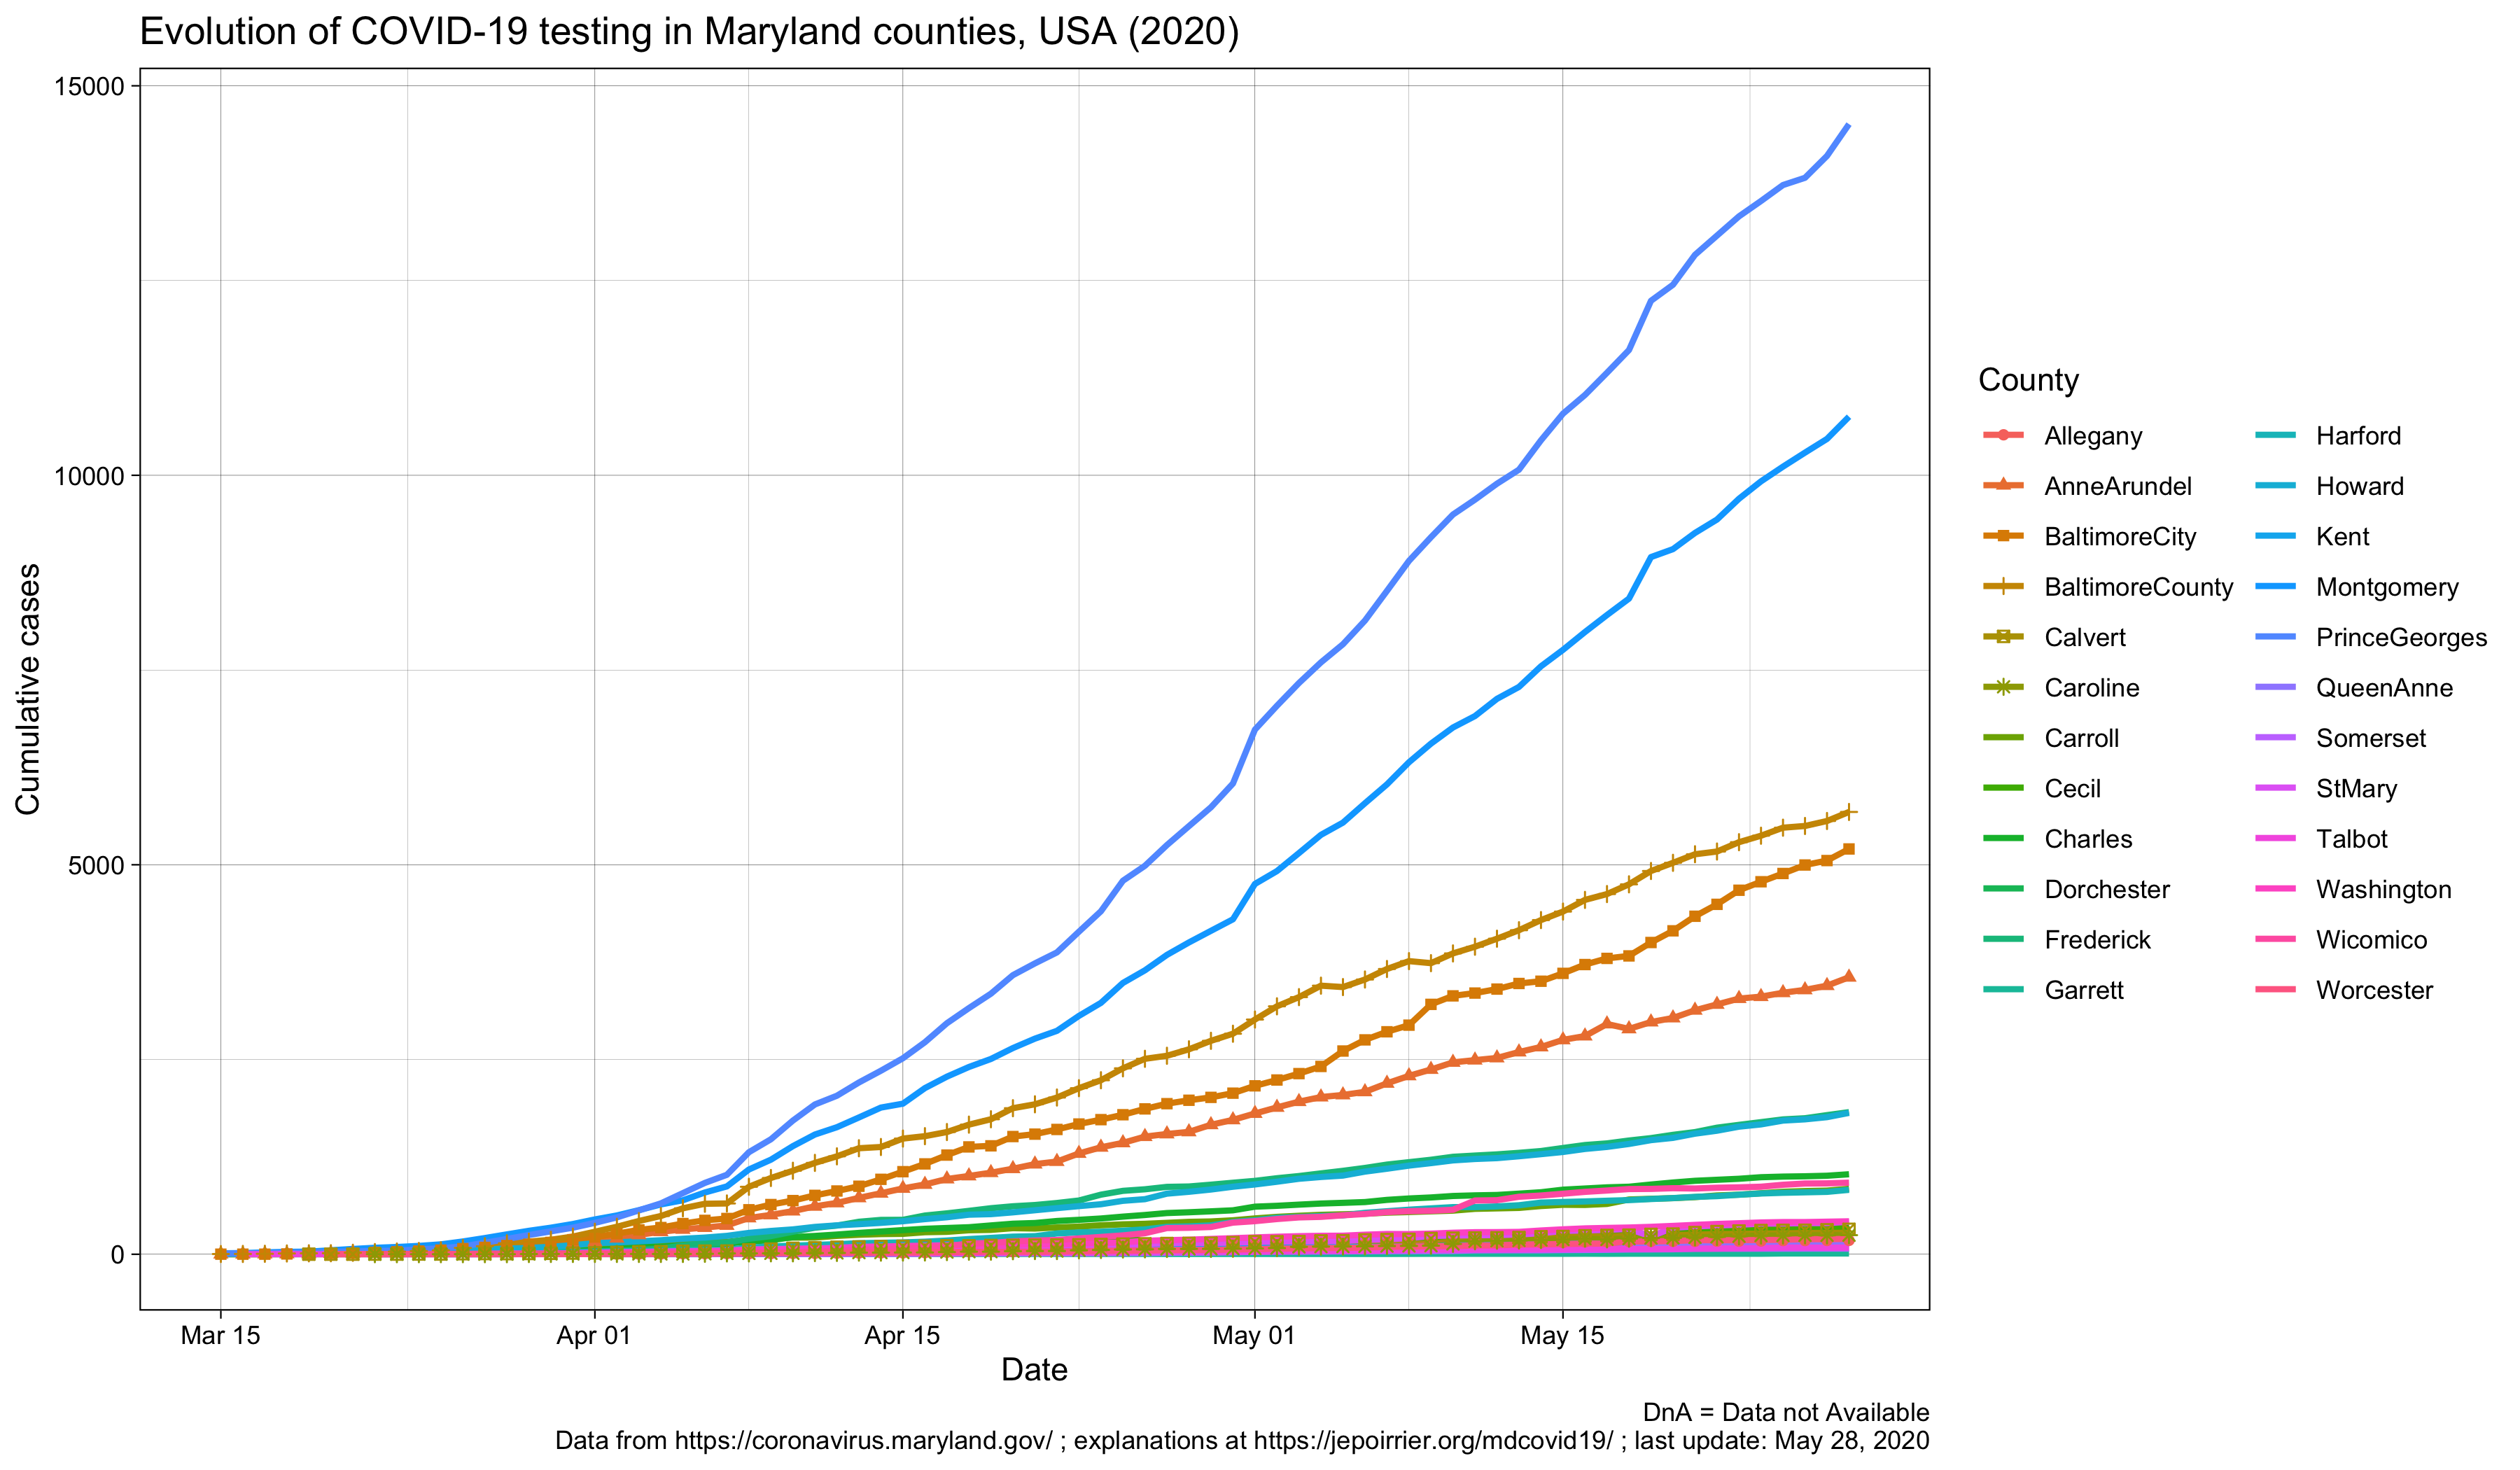 Evolution of COVID-19 testing in Maryland counties, USA (2020)
15000
10000
5000
0
Cumulative cases
Mar 15
Apr 01
Apr 15
May 01
May 15
Date
County
Allegany
AnneArundel
BaltimoreCity
BaltimoreCounty
Calvert
Caroline
Carroll
Cecil
Charles
Dorchester
Frederick
Garrett
Harford
Howard
Kent
Montgomery
PrinceGeorges
QueenAnne
Somerset
StMary
Talbot
Washington
Wicomico
Worcester
DnA = Data not Available
Data from https://coronavirus.maryland.gov/ ; explanations at https://jepoirrier.org/mdcovid19/ ; last update: May 28, 2020